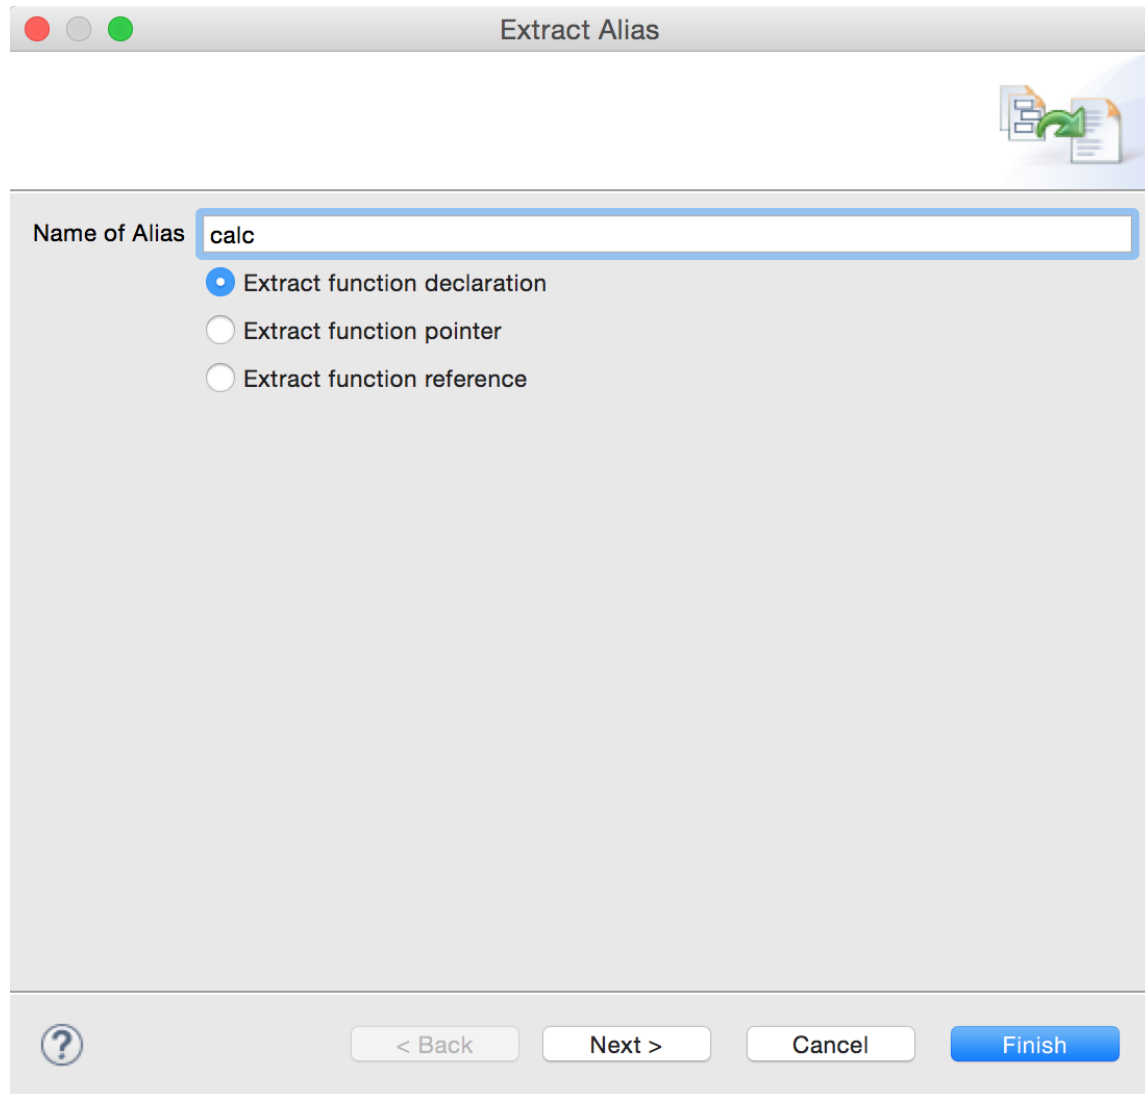 Extract Alias
Name of Alias calc
Extract function declaration
Extract function pointer
Extract function reference
? < Back Next > Cancel Finish